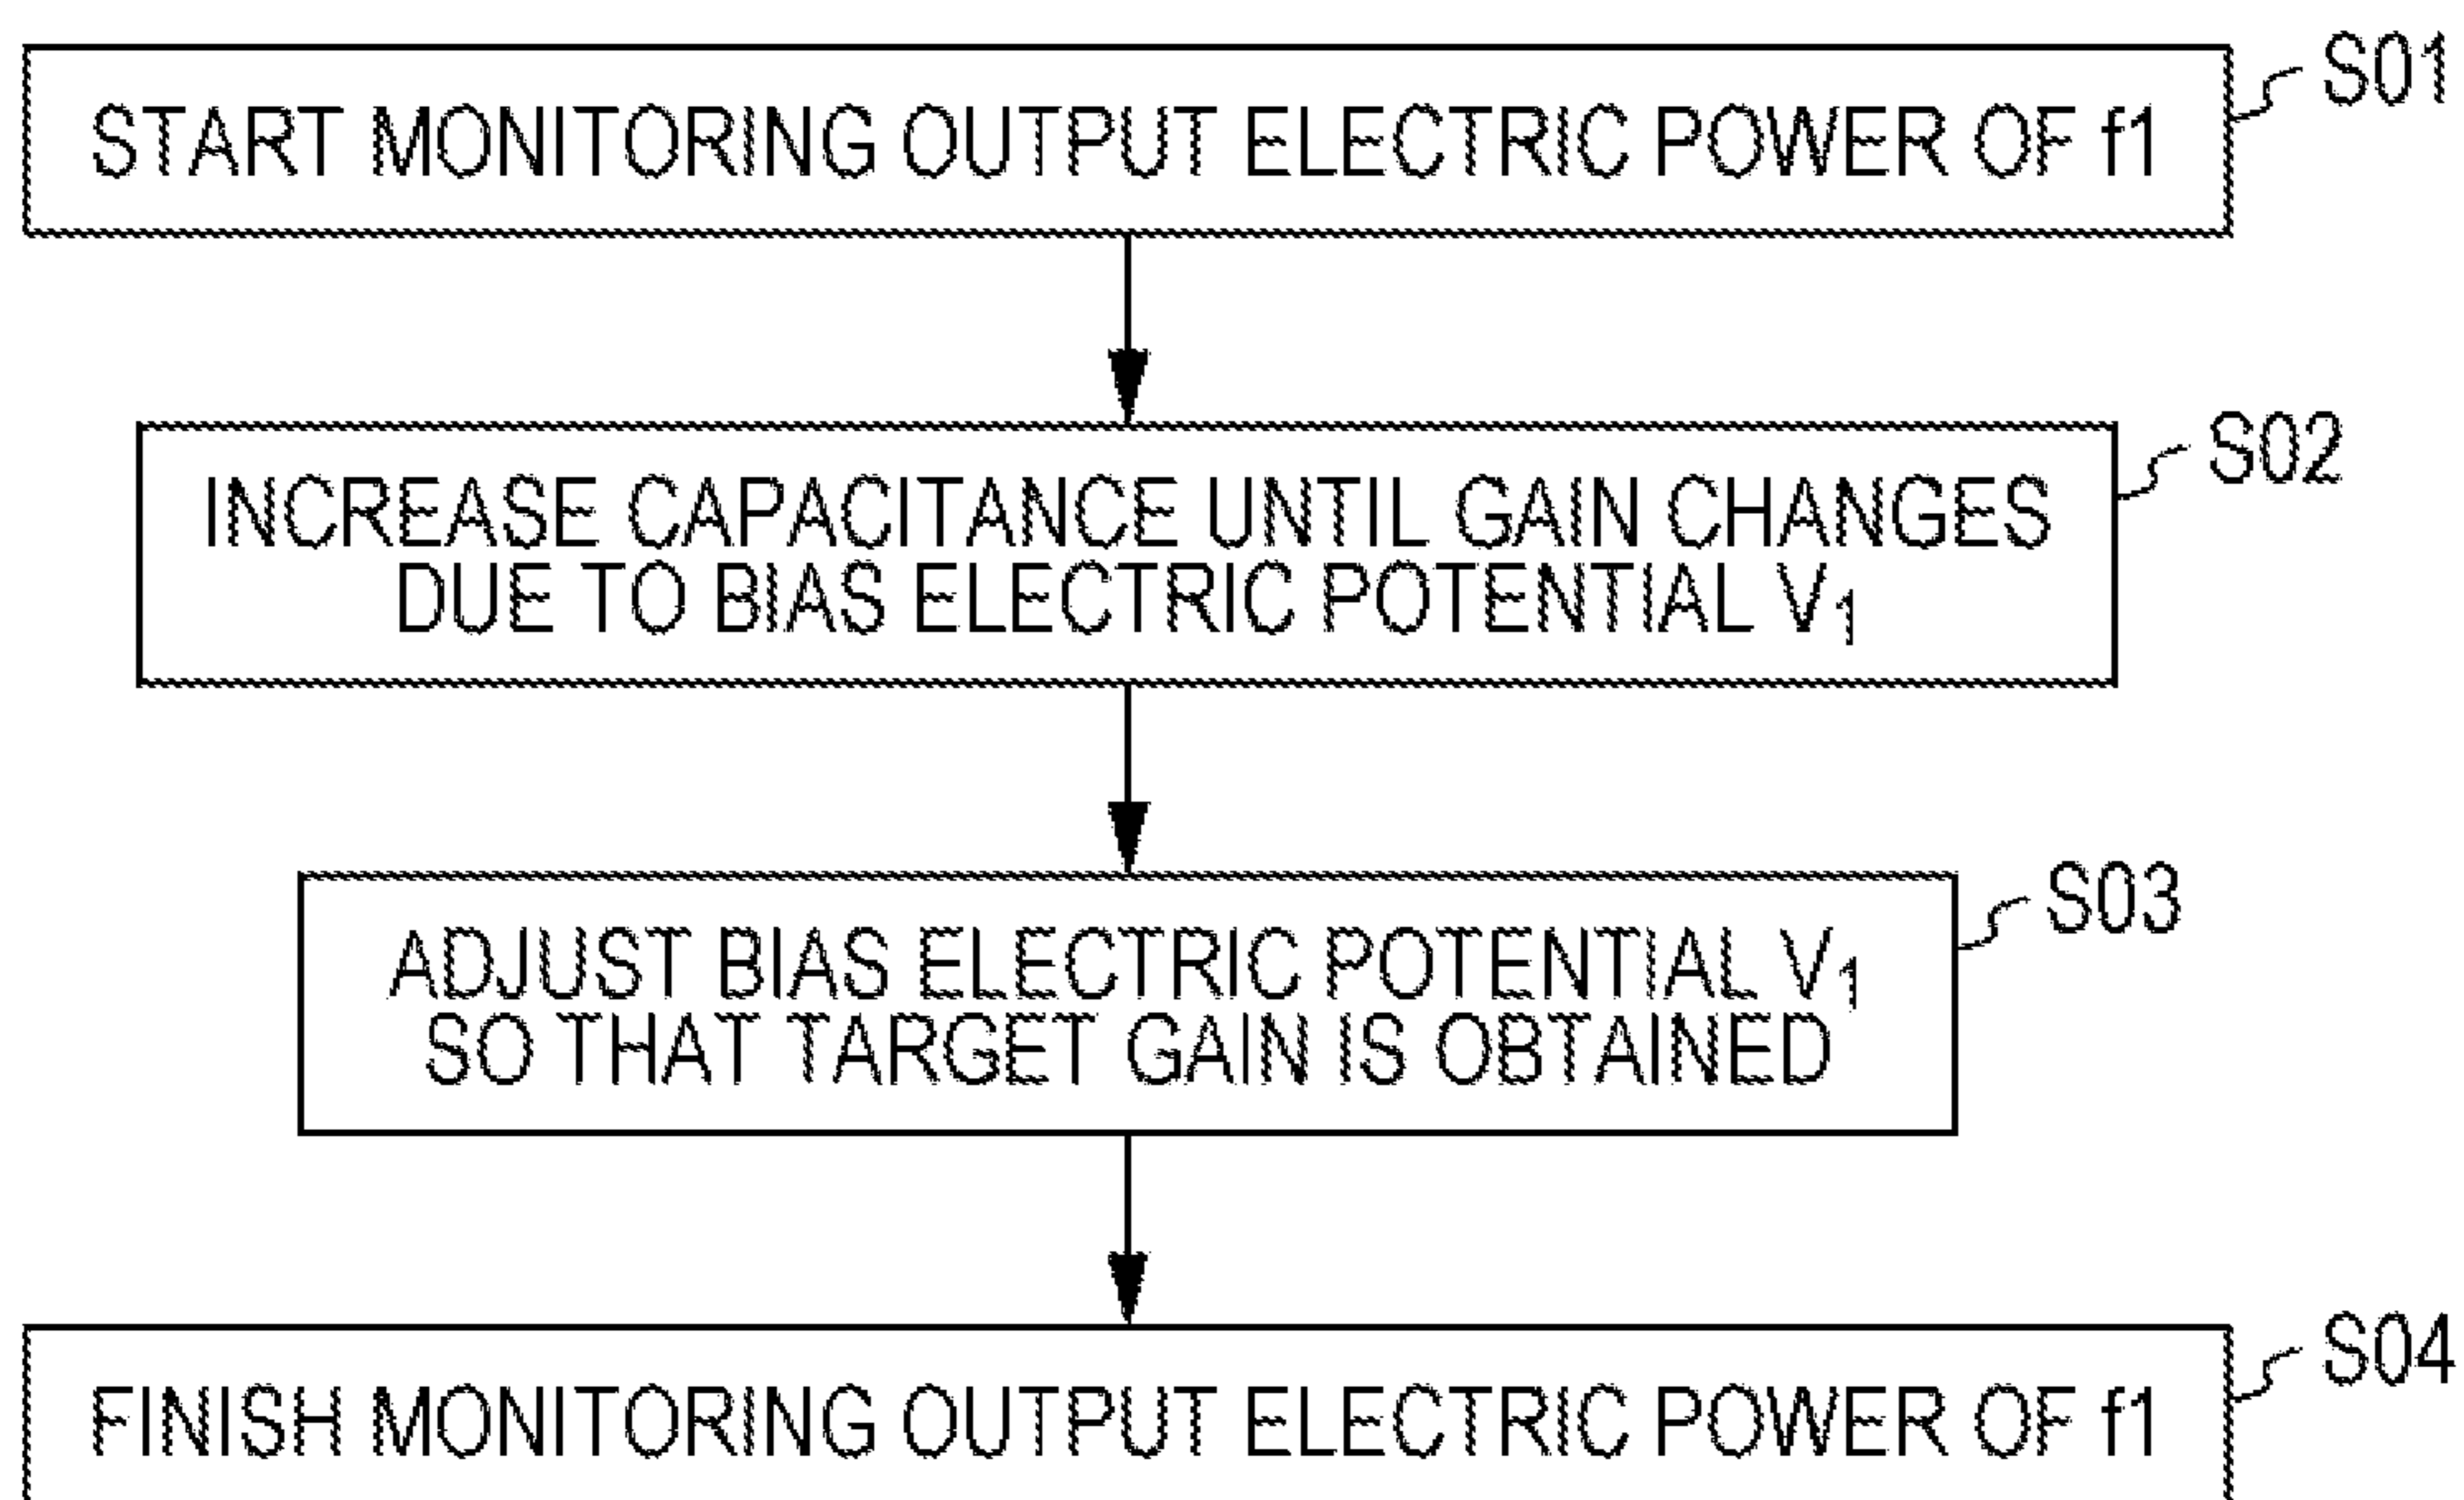 START MONITORING OUTPUT ELECTRIC POWER OF f1
S01
INCREASE CAPACITANCE UNTIL GAIN CHANGES
DUE TO BIAS ELECTRIC POTENTIAL V₁
S02
ADJUST BIAS ELECTRIC POTENTIAL V₁
SO THAT TARGET GAIN IS OBTAINED
S03
FINISH MONITORING OUTPUT ELECTRIC POWER OF f1
S04